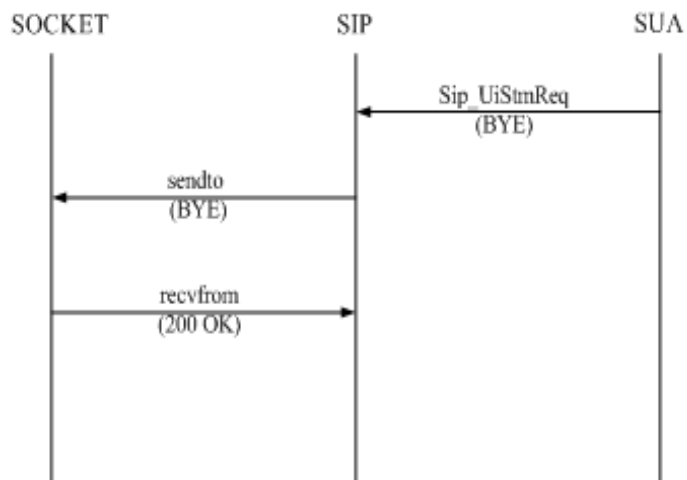 SOCKET
SIP
SUA
Sip_UiStmReq
(BYE)
sendto
(BYE)
recvfrom
(200 OK)